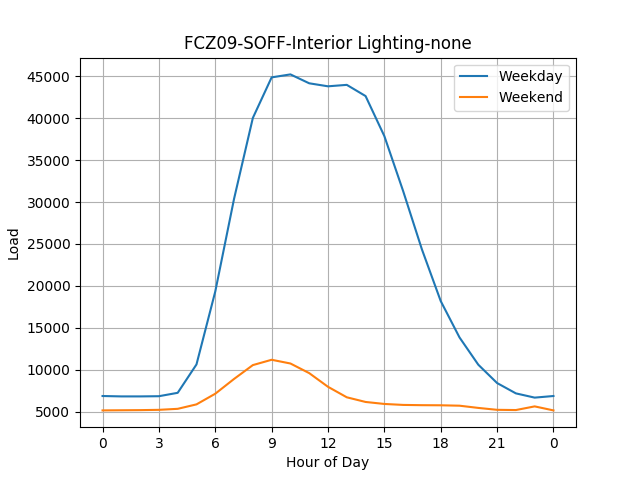 FCZ09-SOFF-Interior Lighting-none
Weekday
Weekend
45000
40000
35000
30000
25000
20000
15000
10000
5000
Load
0 3 6 9 12 15 18 21 0
Hour of Day